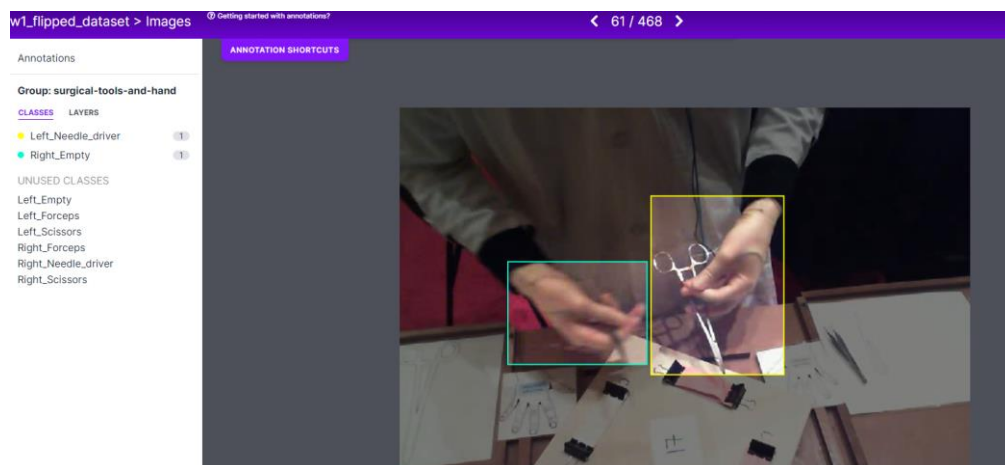 w1_flipped_dataset > Images
Getting started with annotations?
61 / 468
Annotations
ANNOTATION SHORTCUTS
Group: surgical-tools-and-hand
CLASSES LAYERS
Left_Needle_driver 1
Right_Empty 1
UNUSED CLASSES
Left_Empty
Left_Forceps
Left_Scissors
Right_Forceps
Right_Needle_driver
Right_Scissors